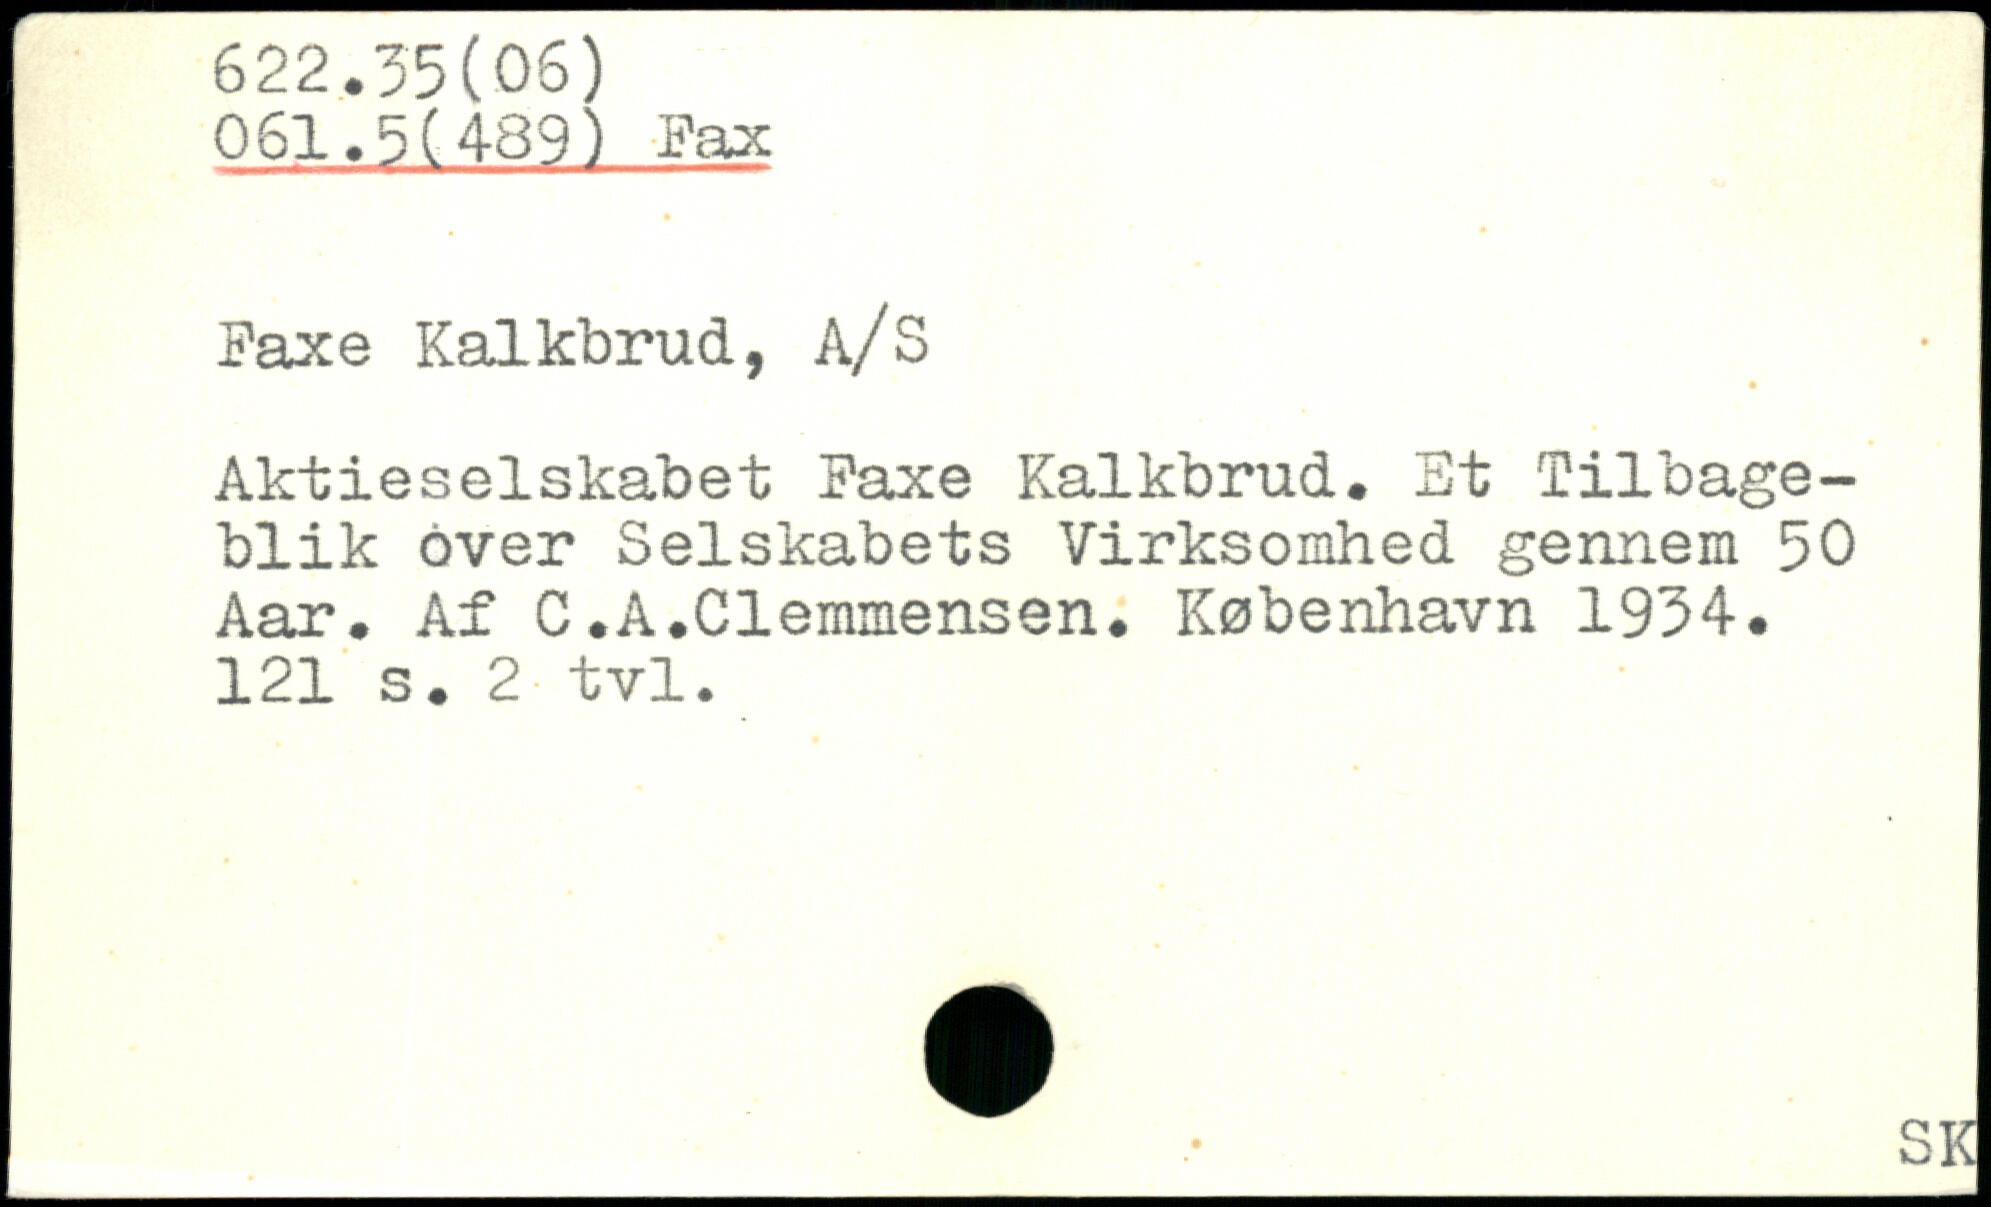 622.35(06)
061.5(489) Fax
Faxe Kalkbrud, A/S
Aktieselskabet Faxe Kalkbrud. Et Tilbage-
blik over Selskabets Virksomhed gennem 50
Aar. Af C.A.Clemmensen. København 1934.
121 s. 2 tvl.
SK